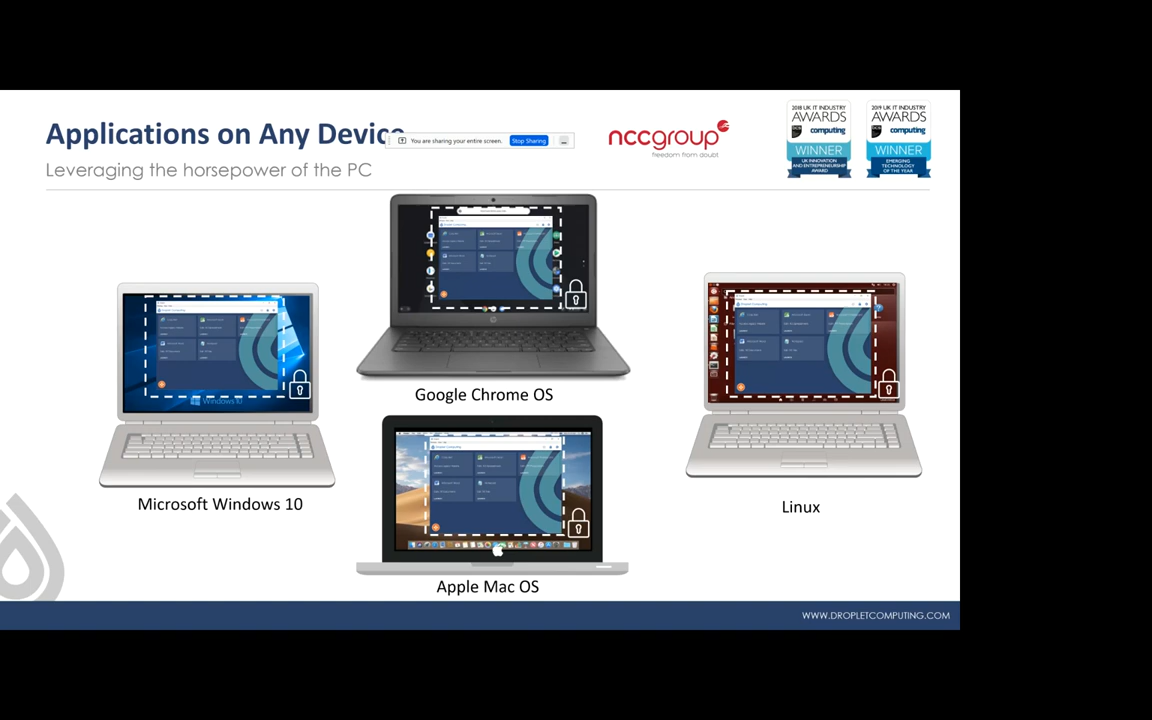 Applications on Any Device
You are sharing your entire screen.
Stop Sharing
Leveraging the horsepower of the PC
nccgroup
freedom from doubt
2018 UK IT INDUSTRY
AWARDS
computing
WINNER
UK INNOVATION
AND ENTREPRENEURSHIP
AWARD
2019 UK IT INDUSTRY
AWARDS
computing
WINNER
EMERGING
TECHNOLOGY
OF THE YEAR
Google Chrome OS
Windows 10
Microsoft Windows 10
Linux
Apple Mac OS
WWW.DROPLETCOMPUTING.COM